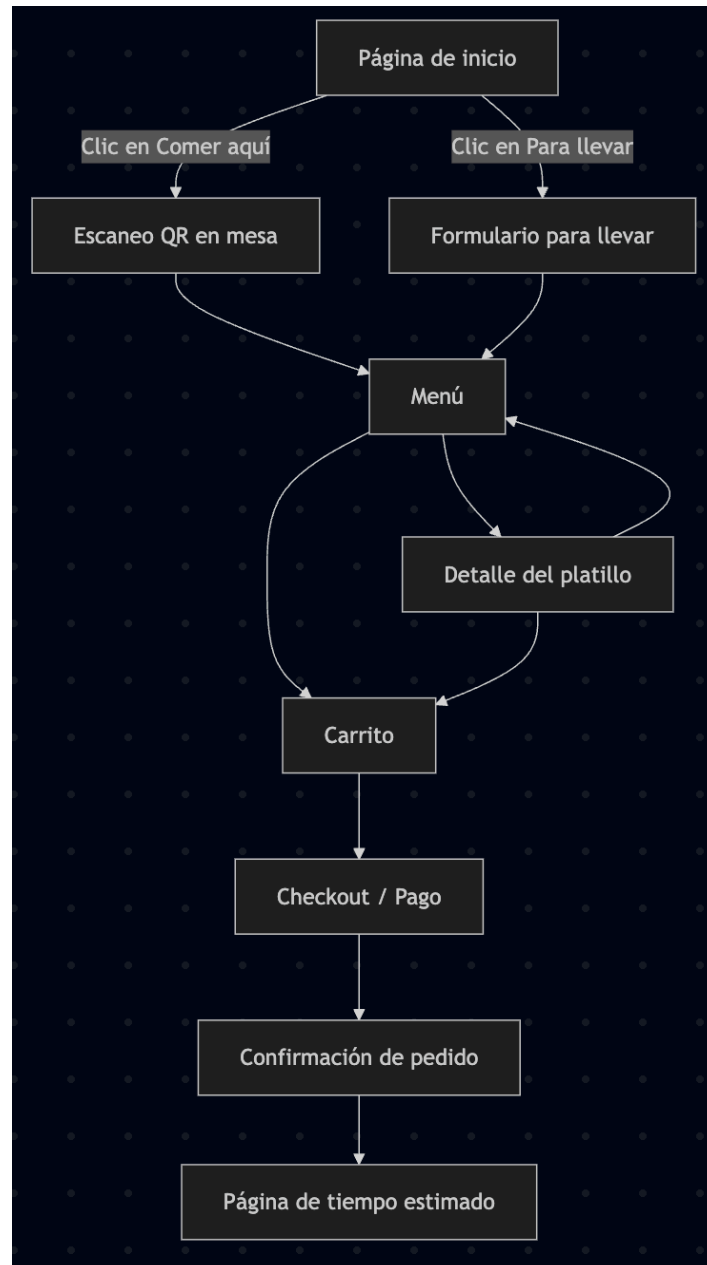 Página de inicio
Clic en Comer aquí
Clic en Para llevar
Escaneo QR en mesa
Formulario para llevar
Menú
Detalle del platillo
Carrito
Checkout / Pago
Confirmación de pedido
Página de tiempo estimado